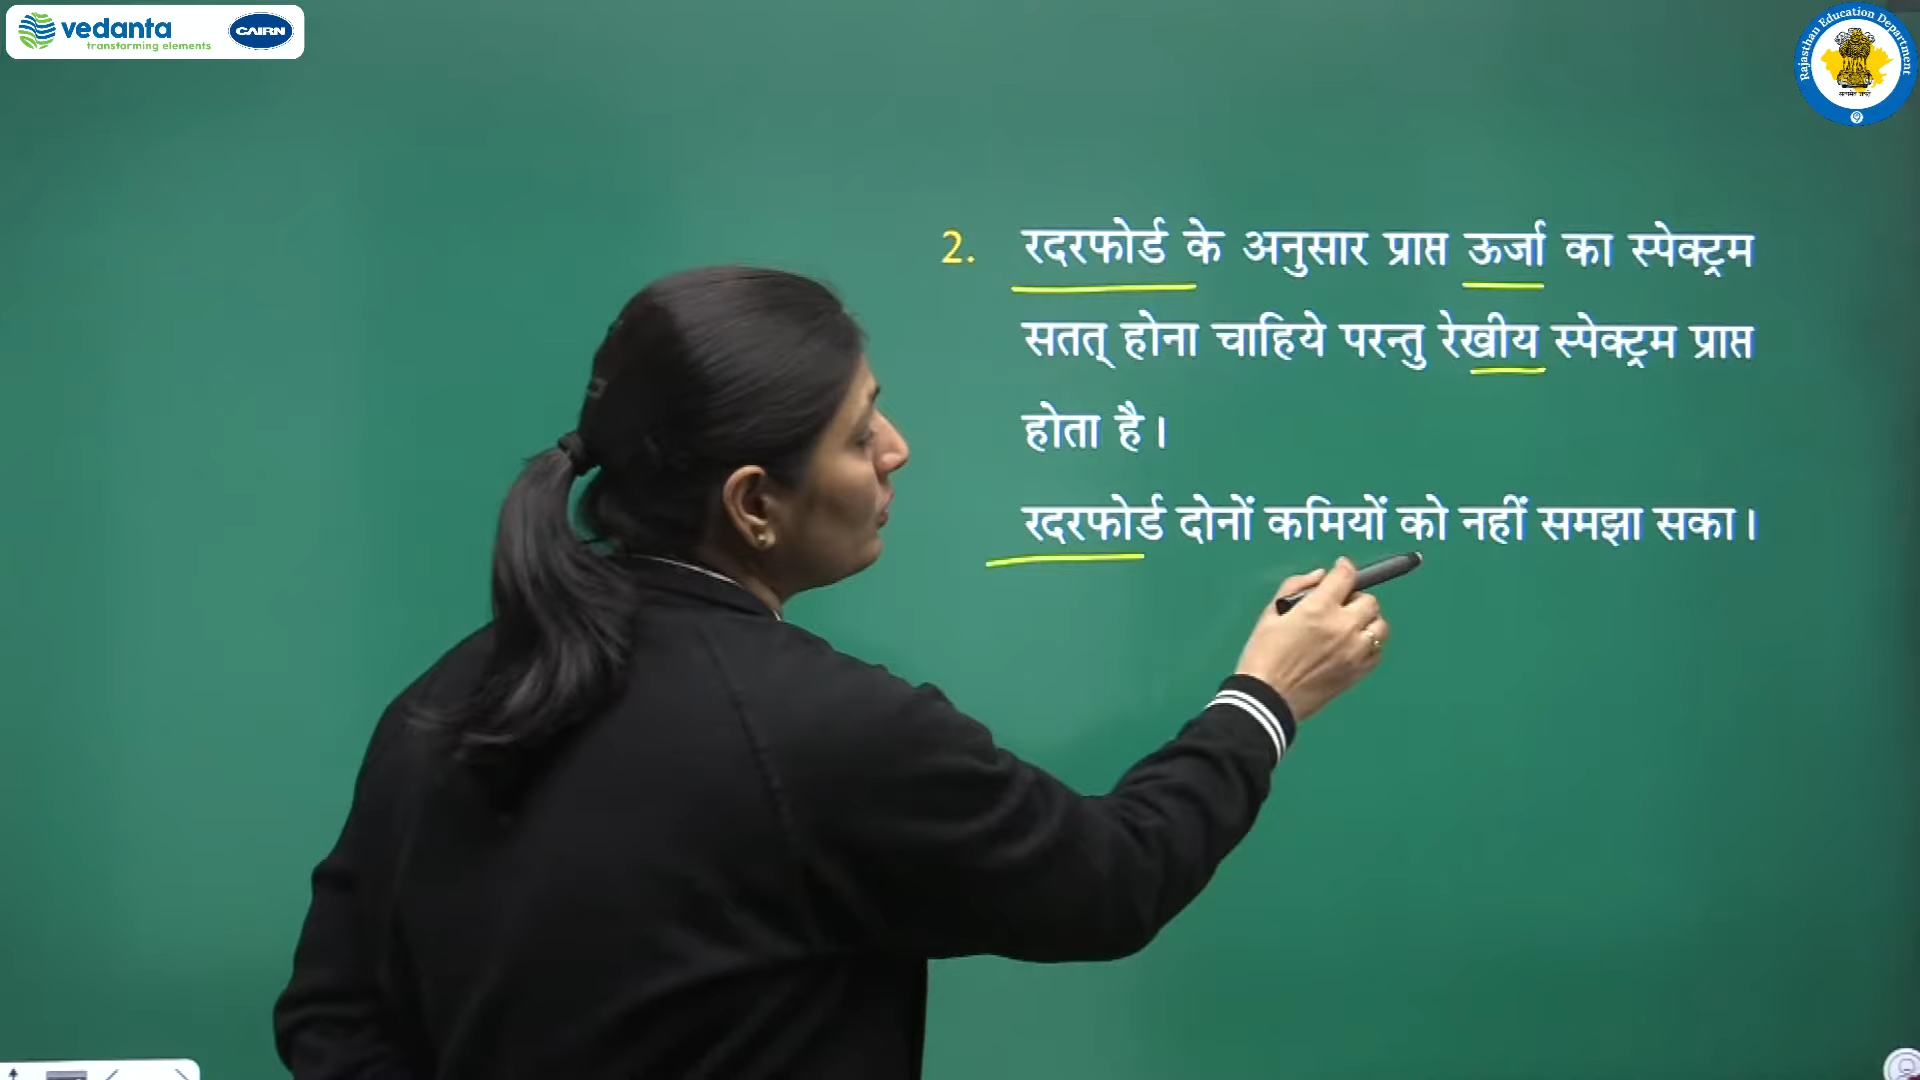 vedanta
transforming elements
CAIRN
Rajasthan Education Department
2. रदरफोर्ड के अनुसार प्राप्त ऊर्जा का स्पेक्ट्रम
सतत् होना चाहिये परन्तु रेखीय स्पेक्ट्रम प्राप्त
होता है।
रदरफोर्ड दोनों कमियों को नहीं समझा सका।